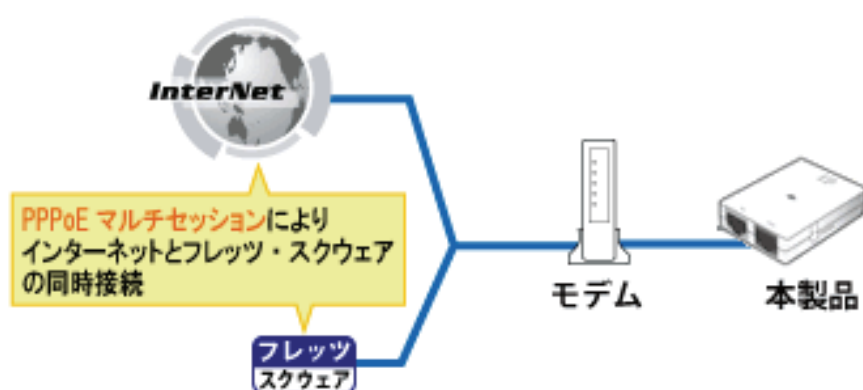 InterNet
PPPoE マルチセッションにより
インターネットとフレッツ・スクウェア
の同時接続
モデム
本製品
フレッツ
スクウェア